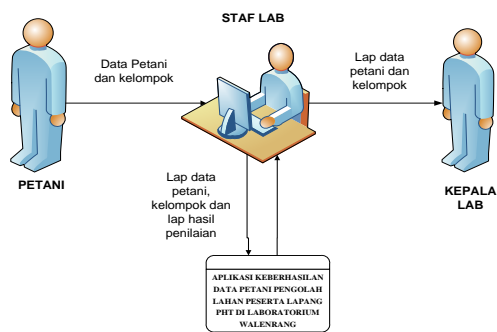 STAF LAB
Data Petani
dan kelompok
Lap data
petani dan
kelompok
PETANI
KEPALA
LAB
Lap data
petani,
kelompok dan
lap hasil
penilaian
APLIKASI KEBERHASILAN
DATA PETANI PENGOLAH
LAHAN PESERTA LAPANG
PHT DI LABORATORIUM
WALENRANG